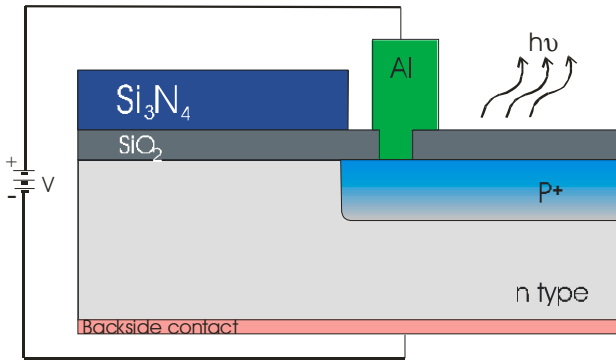 Al
hυ
Si₃N₄
SiO₂
+
V
-
P+
n type
Backside contact